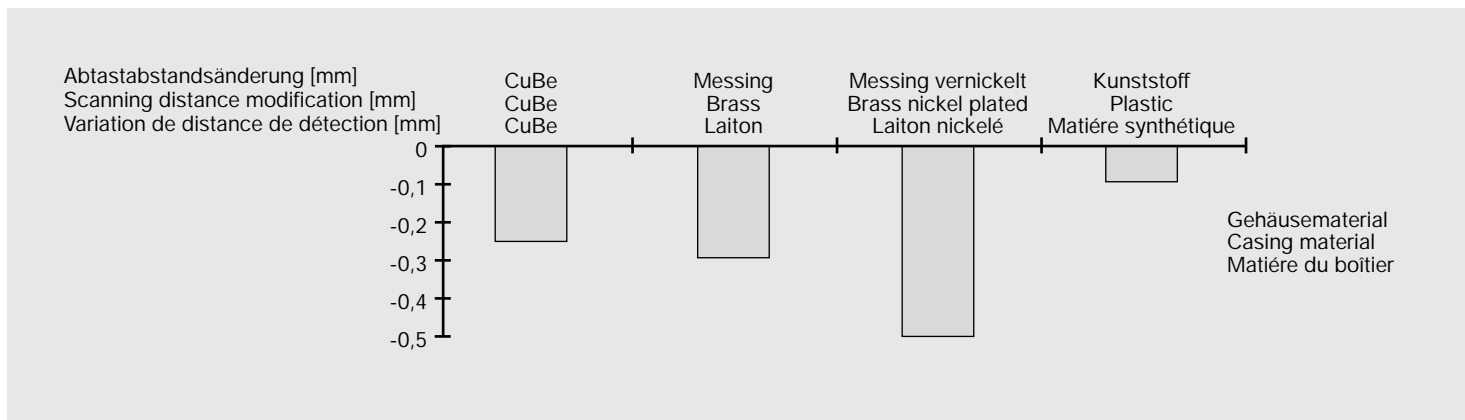 Abtastabstandsänderung [mm]
Scanning distance modification [mm]
Variation de distance de détection [mm]
CuBe
CuBe
CuBe
Messing
Brass
Laiton
Messing vernickelt
Brass nickel plated
Laiton nickelé
Kunststoff
Plastic
Matiére synthétique
0
-0,1
-0,2
-0,3
-0,4
-0,5
Gehäusematerial
Casing material
Matiére du boîtier